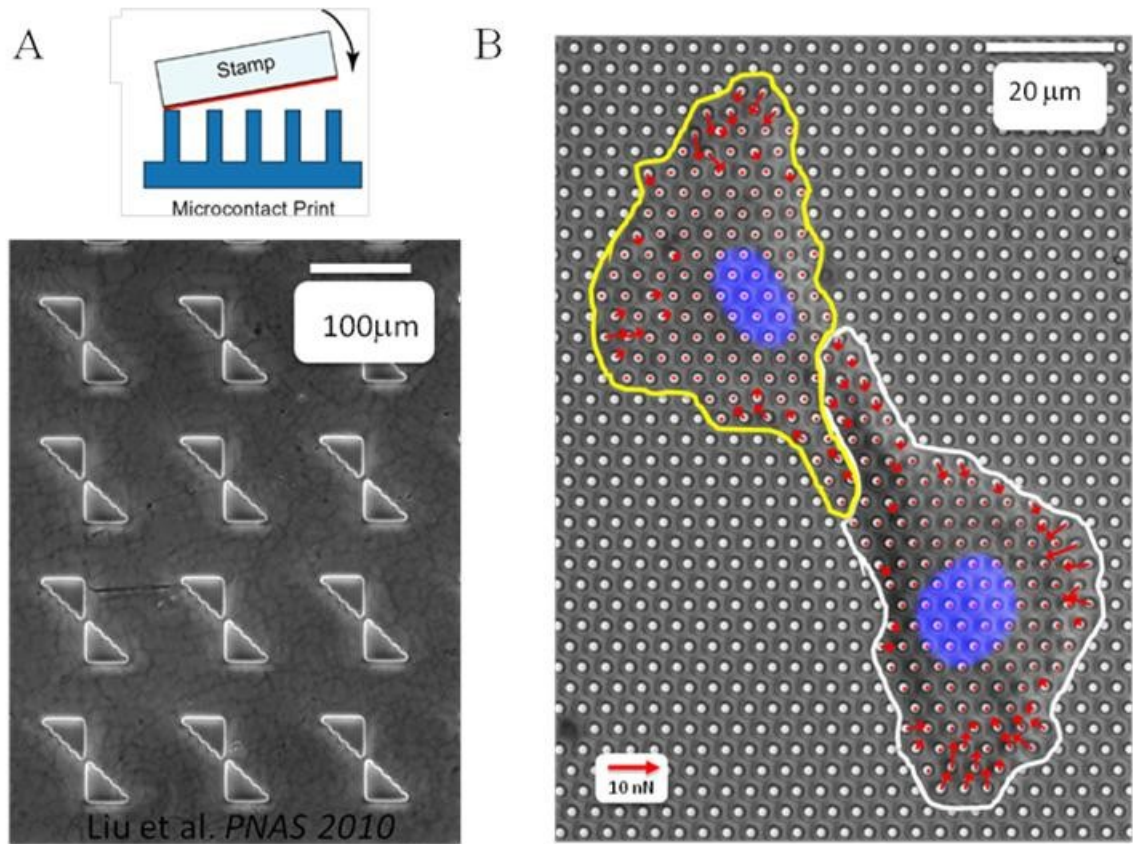 A
Stamp
Microcontact Print
100μm
Liu et al. PNAS 2010
B
20 μm
10 nN